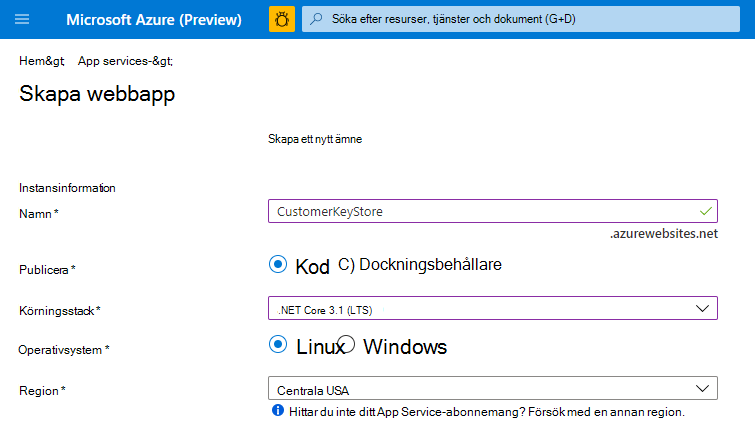 Microsoft Azure (Preview) Söka efter resurser, tjänster och dokument (G+D)
Hem&gt; App services-&gt;
Skapa webbapp
Skapa ett nytt ämne
Instansinformation
Namn * CustomerKeyStore
.azurewebsites.net
Publicera * Kod C) Dockningsbehållare
Körningsstack* .NET Core 3.1 (LTS)
Operativsystem * Linux Windows
Region * Centrala USA
Hittar du inte ditt App Service-abonnemang? Försök med en annan region.